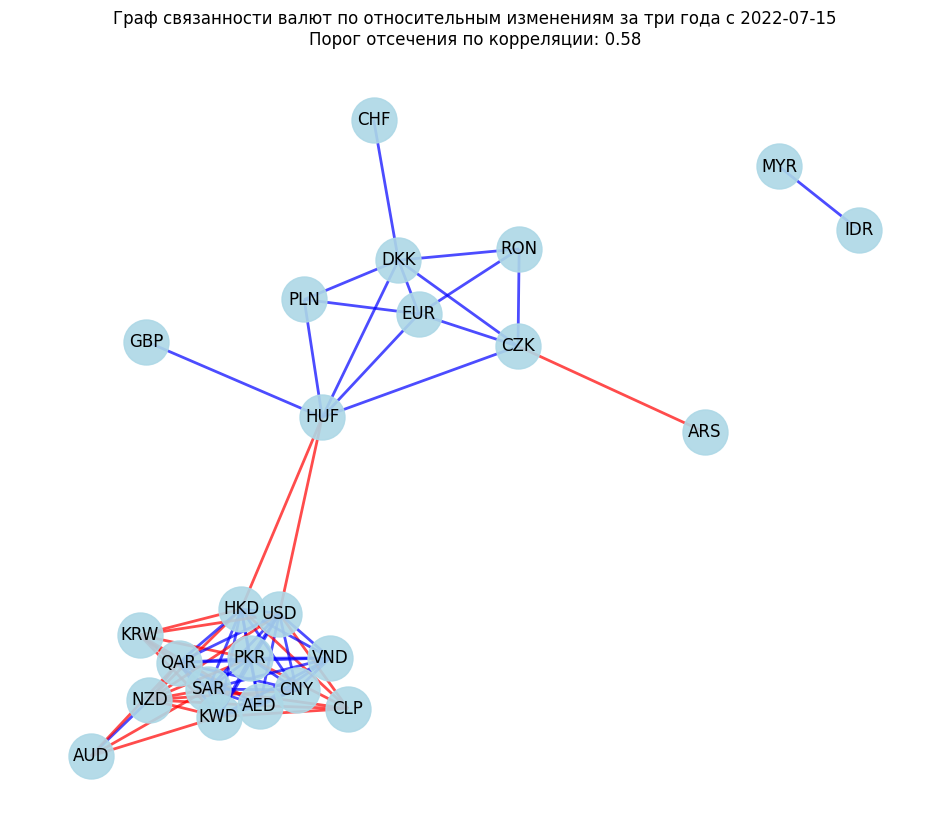 Граф связанности валют по относительным изменениям за три года с 2022-07-15
Порог отсечения по корреляции: 0.58
CHF
MYR
IDR
RON
DKK
PLN
EUR
GBP
CZK
HUF
ARS
HKD
USD
KRW
QAR
PKR
VND
SAR
CNY
NZD
AED
CLP
KWD
AUD